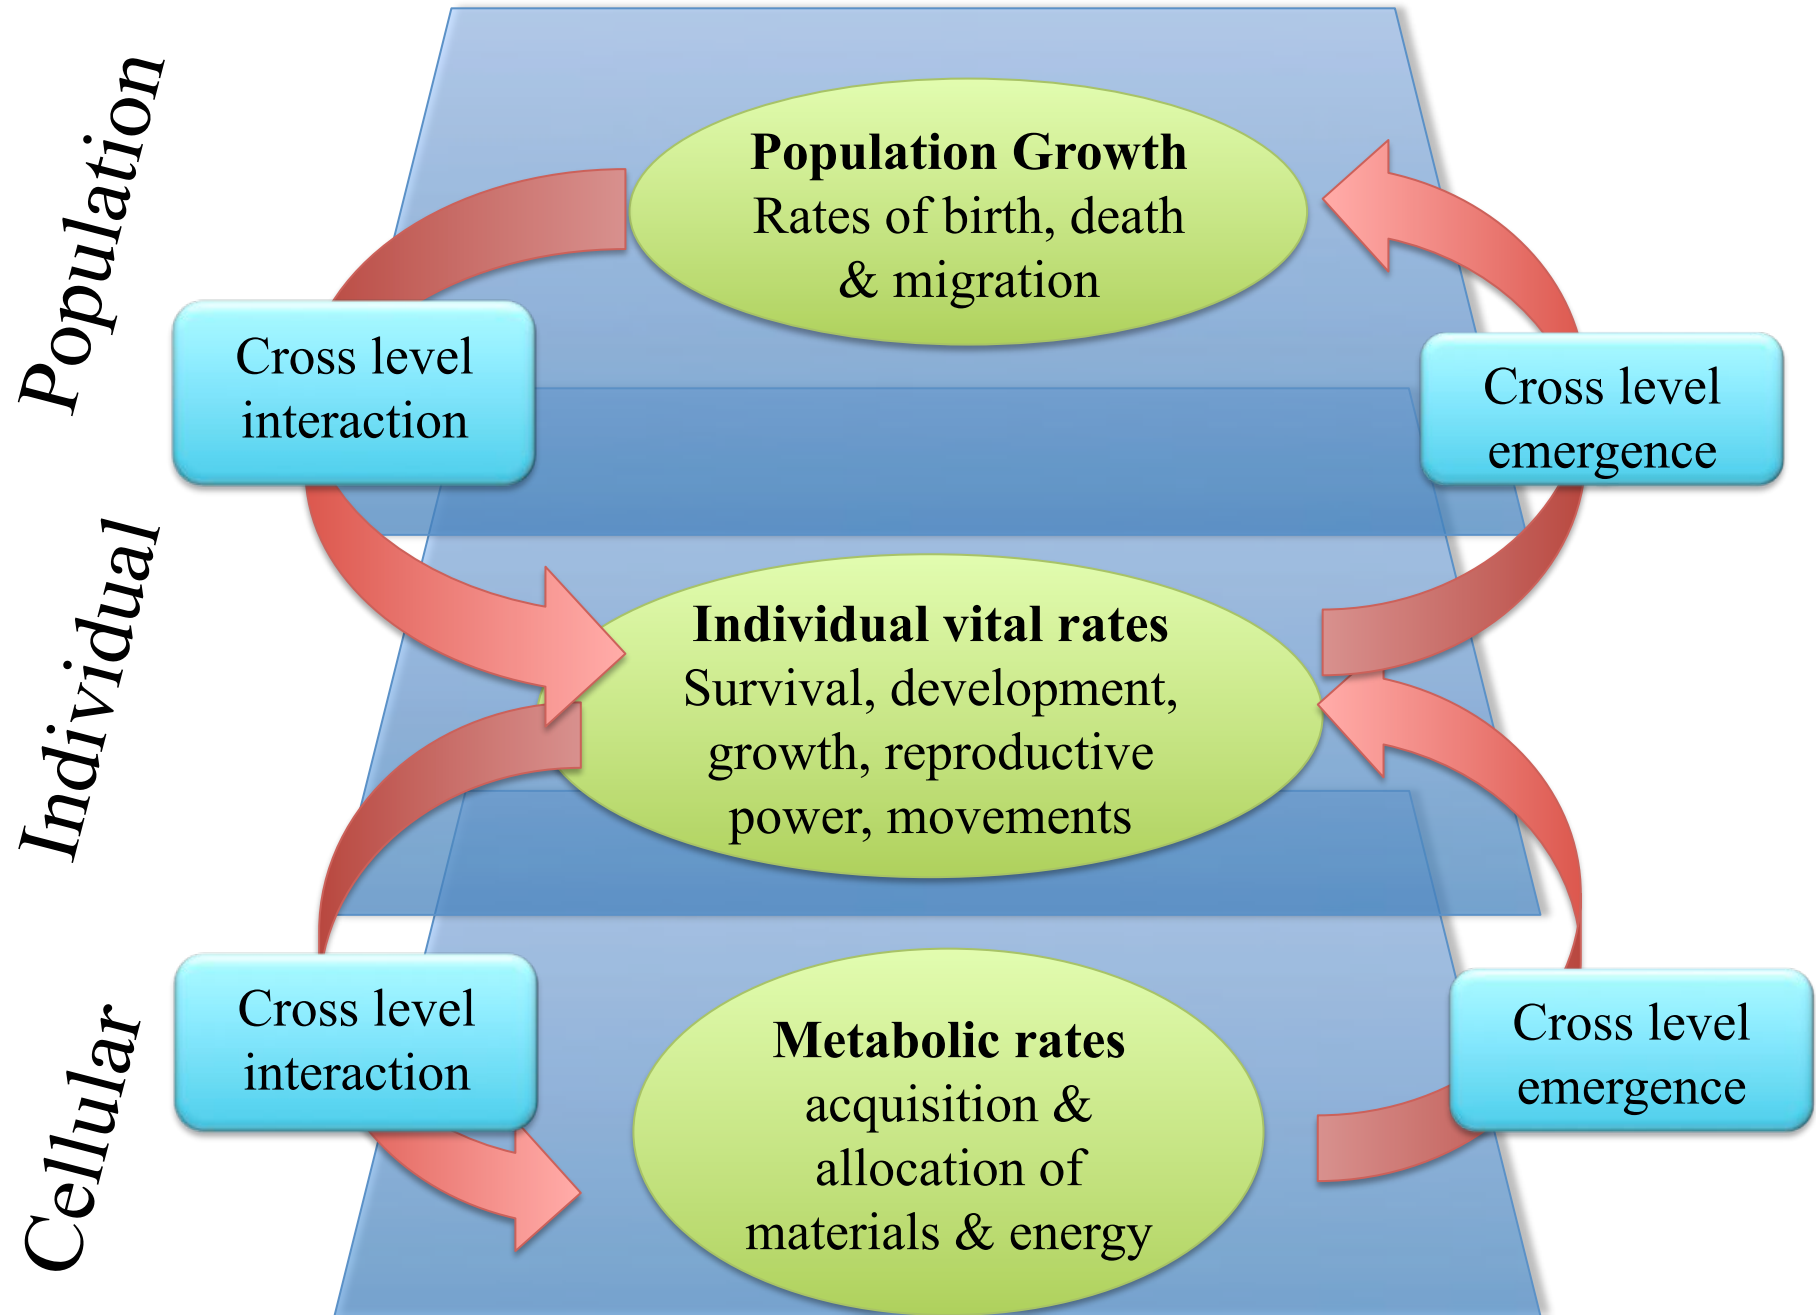 Population
Population Growth
Rates of birth, death
& migration
Cross level
interaction
Cross level
emergence
Individual
Individual vital rates
Survival, development,
growth, reproductive
power, movements
Cellular
Cross level
interaction
Metabolic rates
acquisition &
allocation of
materials & energy
Cross level
emergence